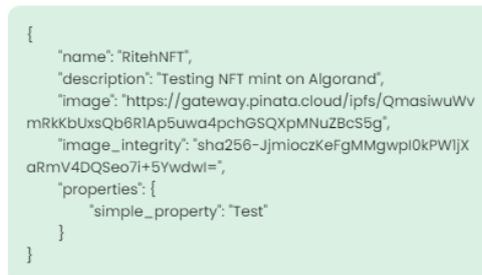 {
"name": "RitehNFT",
"description": "Testing NFT mint on Algorand",
"image": "https://gateway.pinata.cloud/ipfs/QmasiwuWv
mRkKbUxsQb6R1Ap5uwa4pchGSQXpMNuZBcS5g",
"image_integrity": "sha256-JjmioczKeFgMMgwpI0kPW1jX
aRmV4DQSeo7i+5YwdwI=",
"properties": {
"simple_property": "Test"
}
}